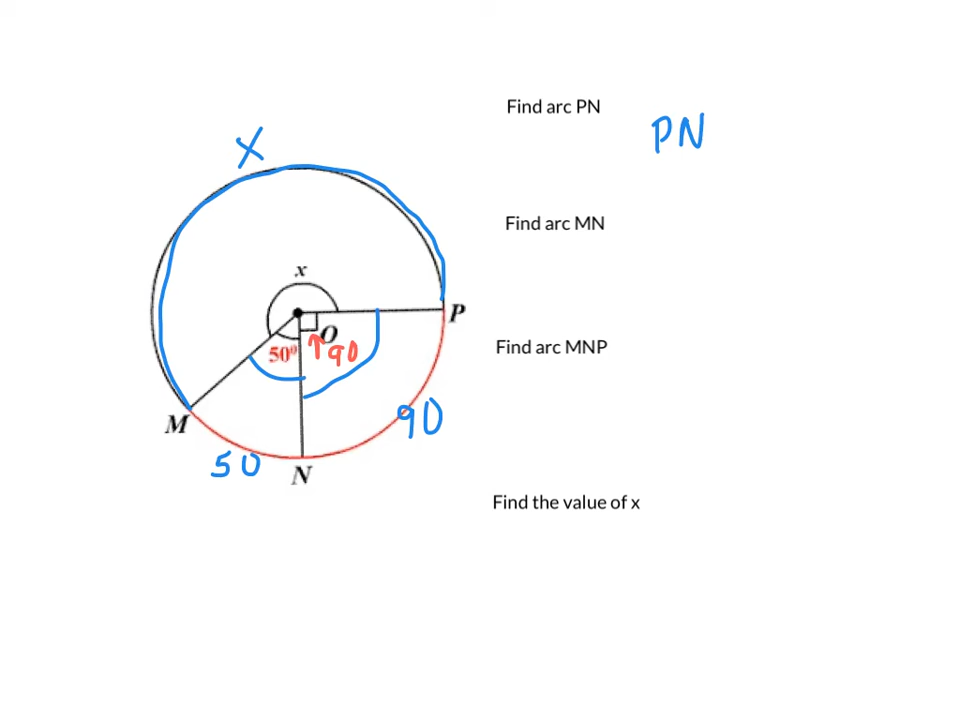 Find arc PN
PN
X
Find arc MN
x
P
O
50°
90
Find arc MNP
M
90
50
N
Find the value of x